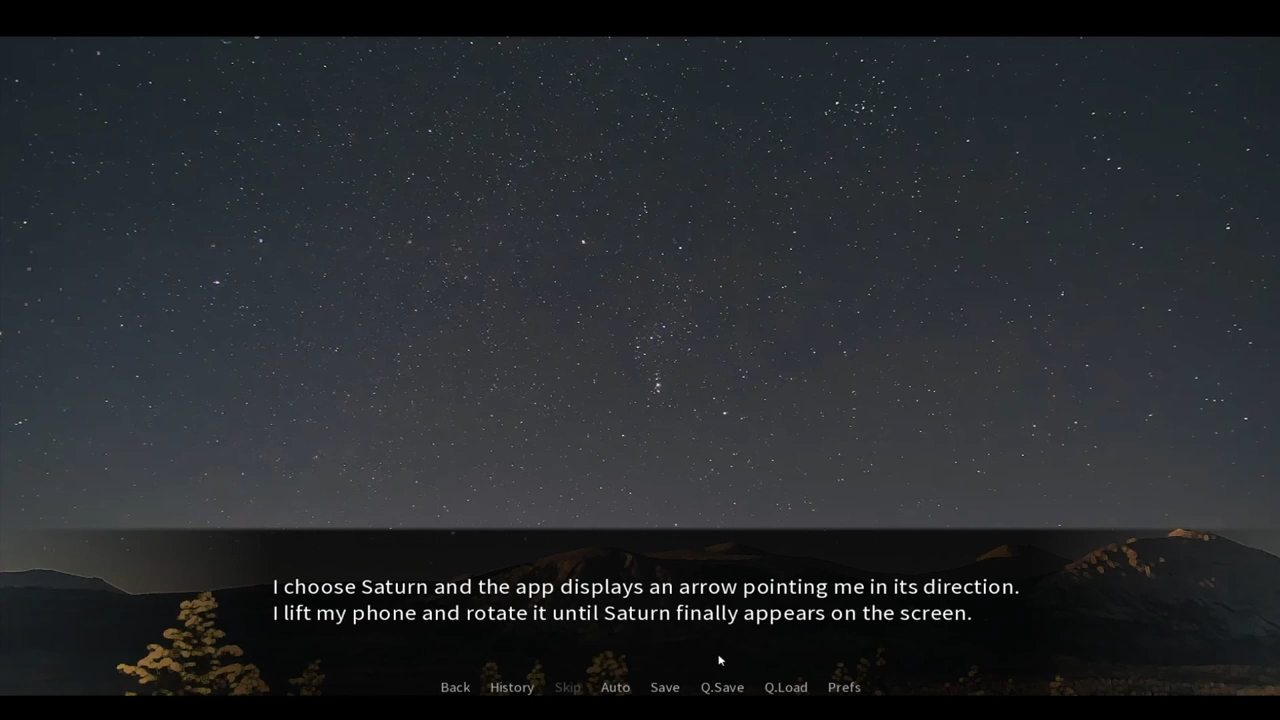 I choose Saturn and the app displays an arrow pointing me in its direction.
I lift my phone and rotate it until Saturn finally appears on the screen.
Back History Skip Auto Save Q.Save Q.Load Prefs